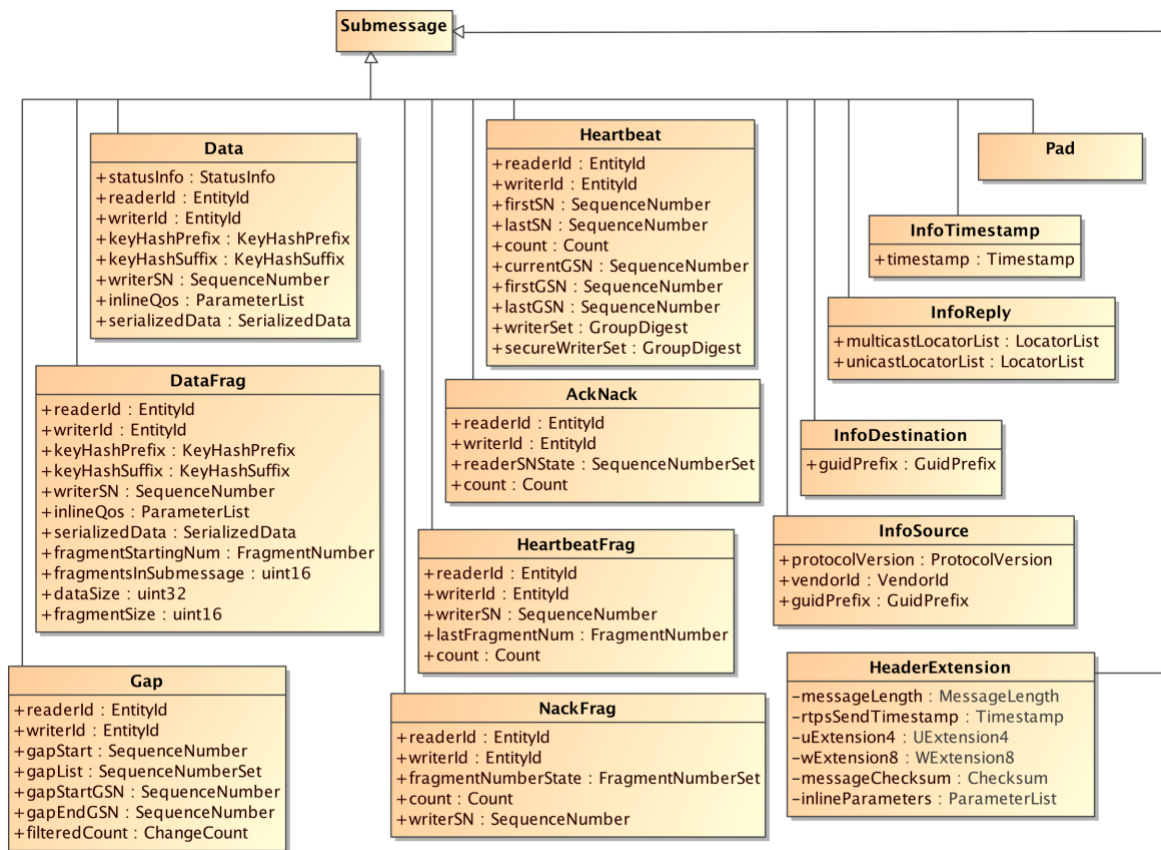 Submessage
Data
+statusInfo : StatusInfo
+readerId : EntityId
+writerId : EntityId
+keyHashPrefix : KeyHashPrefix
+keyHashSuffix : KeyHashSuffix
+writerSN : SequenceNumber
+inlineQos : ParameterList
+serializedData : SerializedData
Heartbeat
+readerId : EntityId
+writerId : EntityId
+firstSN : SequenceNumber
+lastSN : SequenceNumber
+count : Count
+currentGSN : SequenceNumber
+firstGSN : SequenceNumber
+lastGSN : SequenceNumber
+writerSet : GroupDigest
+secureWriterSet : GroupDigest
Pad
InfoTimestamp
+timestamp : Timestamp
InfoReply
+multicastLocatorList : LocatorList
+unicastLocatorList : LocatorList
DataFrag
+readerId : EntityId
+writerId : EntityId
+keyHashPrefix : KeyHashPrefix
+keyHashSuffix : KeyHashSuffix
+writerSN : SequenceNumber
+inlineQos : ParameterList
+serializedData : SerializedData
+fragmentStartingNum : FragmentNumber
+fragmentsInSubmessage : uint16
+dataSize : uint32
+fragmentSize : uint16
AckNack
+readerId : EntityId
+writerId : EntityId
+readerSNState : SequenceNumberSet
+count : Count
InfoDestination
+guidPrefix : GuidPrefix
InfoSource
+protocolVersion : ProtocolVersion
+vendorId : VendorId
+guidPrefix : GuidPrefix
HeartbeatFrag
+readerId : EntityId
+writerId : EntityId
+writerSN : SequenceNumber
+lastFragmentNum : FragmentNumber
+count : Count
Gap
+readerId : EntityId
+writerId : EntityId
+gapStart : SequenceNumber
+gapList : SequenceNumberSet
+gapStartGSN : SequenceNumber
+gapEndGSN : SequenceNumber
+filteredCount : ChangeCount
NackFrag
+readerId : EntityId
+writerId : EntityId
+fragmentNumberState : FragmentNumberSet
+count : Count
+writerSN : SequenceNumber
HeaderExtension
-messageLength : MessageLength
-rtpsSendTimestamp : Timestamp
-uExtension4 : UExtension4
-wExtension8 : WExtension8
-messageChecksum : Checksum
-inlineParameters : ParameterList